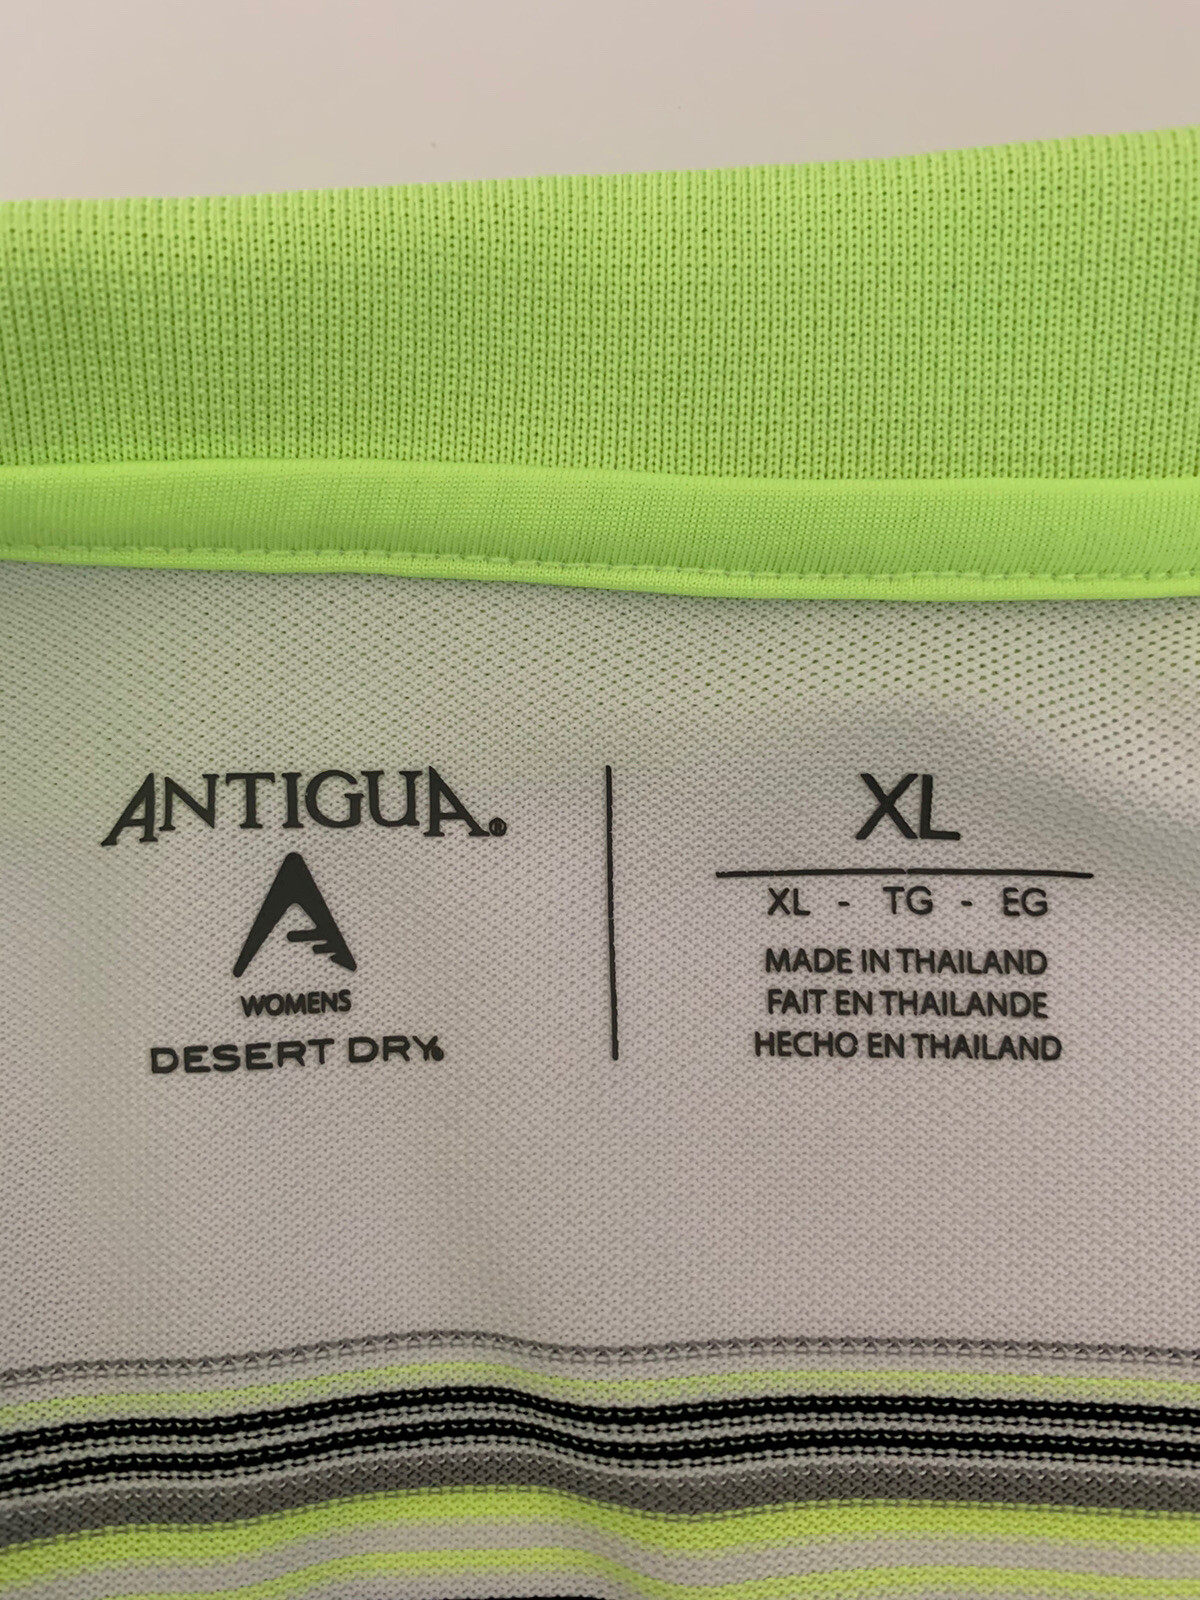 ANTIGUA®
WOMENS
DESERT DRY
XL
XL - TG - EG
MADE IN THAILAND
FAIT EN THAILANDE
HECHO EN THAILAND